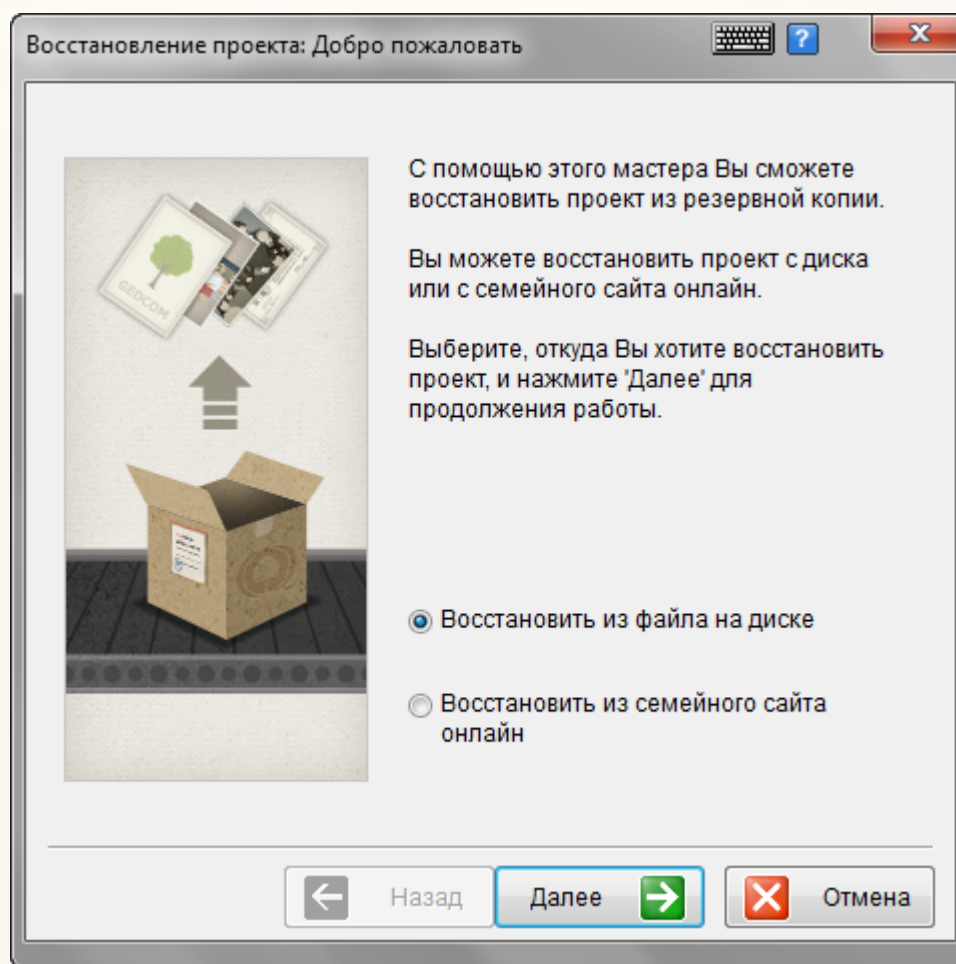 Восстановление проекта: Добро пожаловать
?
С помощью этого мастера Вы сможете
восстановить проект из резервной копии.
Вы можете восстановить проект с диска
или с семейного сайта онлайн.
Выберите, откуда Вы хотите восстановить
проект, и нажмите 'Далее' для
продолжения работы.
GEDCOM
Восстановить из файла на диске
Восстановить из семейного сайта
онлайн
Назад
Далее
Отмена